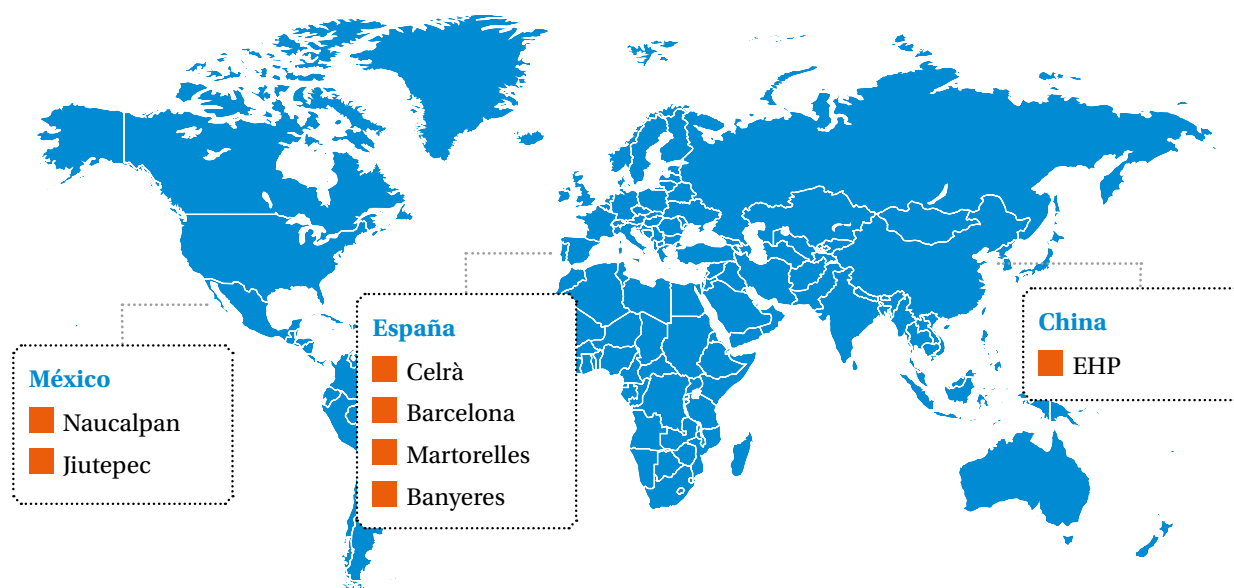 México
Naucalpan
Jiutepec
España
Celrà
Barcelona
Martorelles
Banyeres
China
EHP